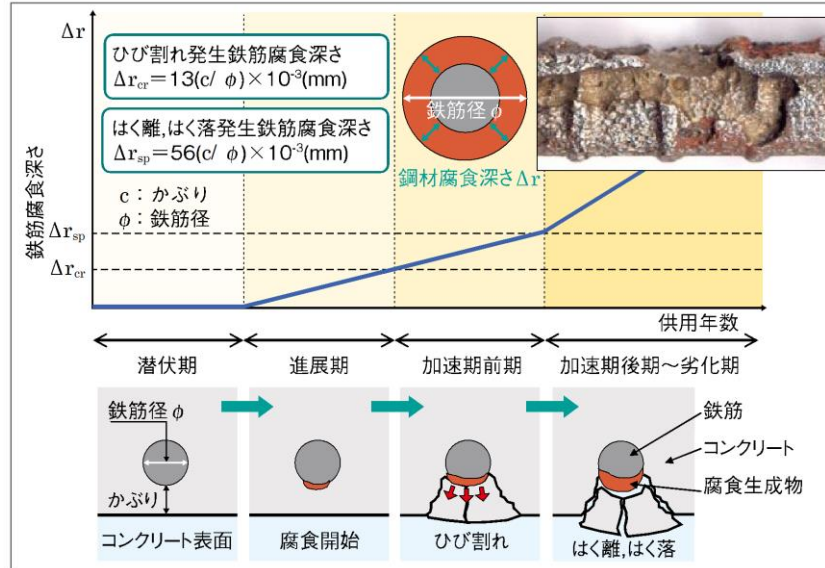 Δr
ひび割れ発生鉄筋腐食深さ
Δrcr=13(c/ φ)×10-3(mm)
はく離,はく落発生鉄筋腐食深さ
Δrsp=56(c/ φ)×10-3(mm)
c:かぶり
φ:鉄筋径
鉄筋径 φ
鋼材腐食深さΔr
鉄筋腐食深さ
Δrsp
Δrcr
供用年数
潜伏期
進展期
加速期前期
加速期後期~劣化期
鉄筋径 φ
かぶり
コンクリート表面
腐食開始
ひび割れ
はく離,はく落
鉄筋
コンクリート
腐食生成物